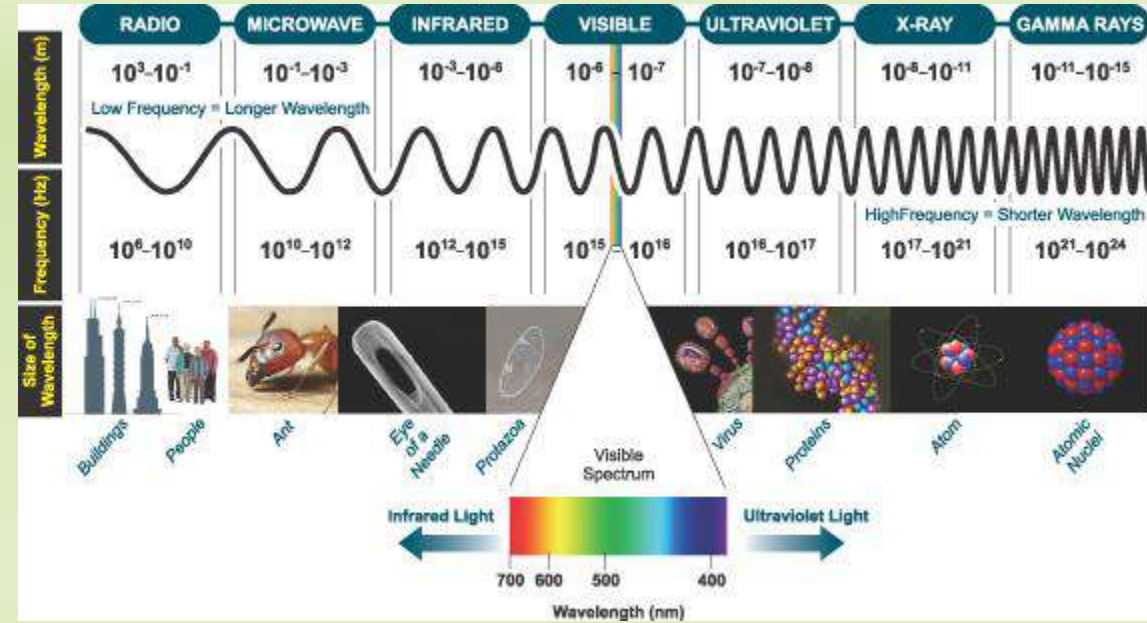 RADIO MICROWAVE INFRARED VISIBLE ULTRAVIOLET X-RAY GAMMA RAYS
Wavelength (m)
10³–10⁻¹ 10⁻¹–10⁻³ 10⁻³–10⁻⁶ 10⁻⁶ – 10⁻⁷ 10⁻⁷–10⁻⁸ 10⁻⁸–10⁻¹¹ 10⁻¹¹–10⁻¹⁵
Low Frequency = Longer Wavelength
Frequency (Hz)
HighFrequency = Shorter Wavelength
10⁶–10¹⁰ 10¹⁰–10¹² 10¹²–10¹⁵ 10¹⁵ – 10¹⁶ 10¹⁶–10¹⁷ 10¹⁷–10²¹ 10²¹–10²⁴
Size of
Wavelength
Buildings
People
Ant
Eye
of a
Needle
Protazoa
Virus
Proteins
Atom
Atomic
Nuclei
Visible
Spectrum
Infrared Light
Ultraviolet Light
700 600 500 400
Wavelength (nm)